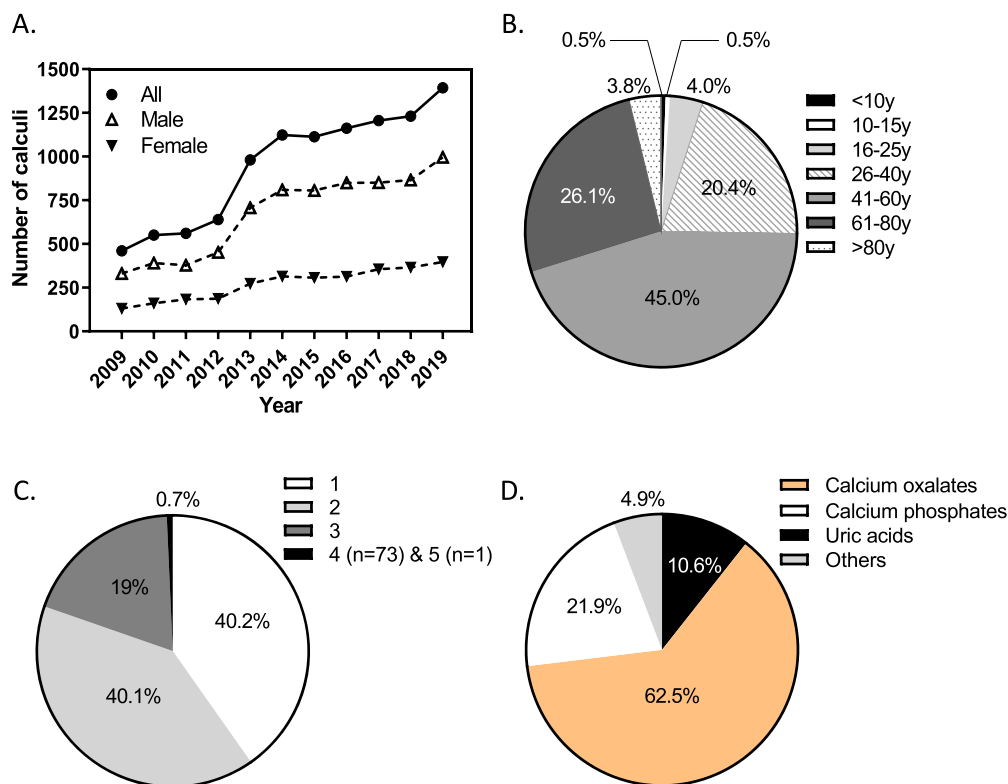 A.
1500
1250
1000
750
500
250
0
Number of calculi
All
Male
Female
2009
2010
2011
2012
2013
2014
2015
2016
2017
2018
2019
Year
B.
0.5%
0.5%
3.8%
4.0%
20.4%
26.1%
45.0%
<10y
10-15y
16-25y
26-40y
41-60y
61-80y
>80y
C.
0.7%
19%
40.2%
40.1%
1
2
3
4 (n=73) & 5 (n=1)
D.
4.9%
10.6%
21.9%
62.5%
Calcium oxalates
Calcium phosphates
Uric acids
Others